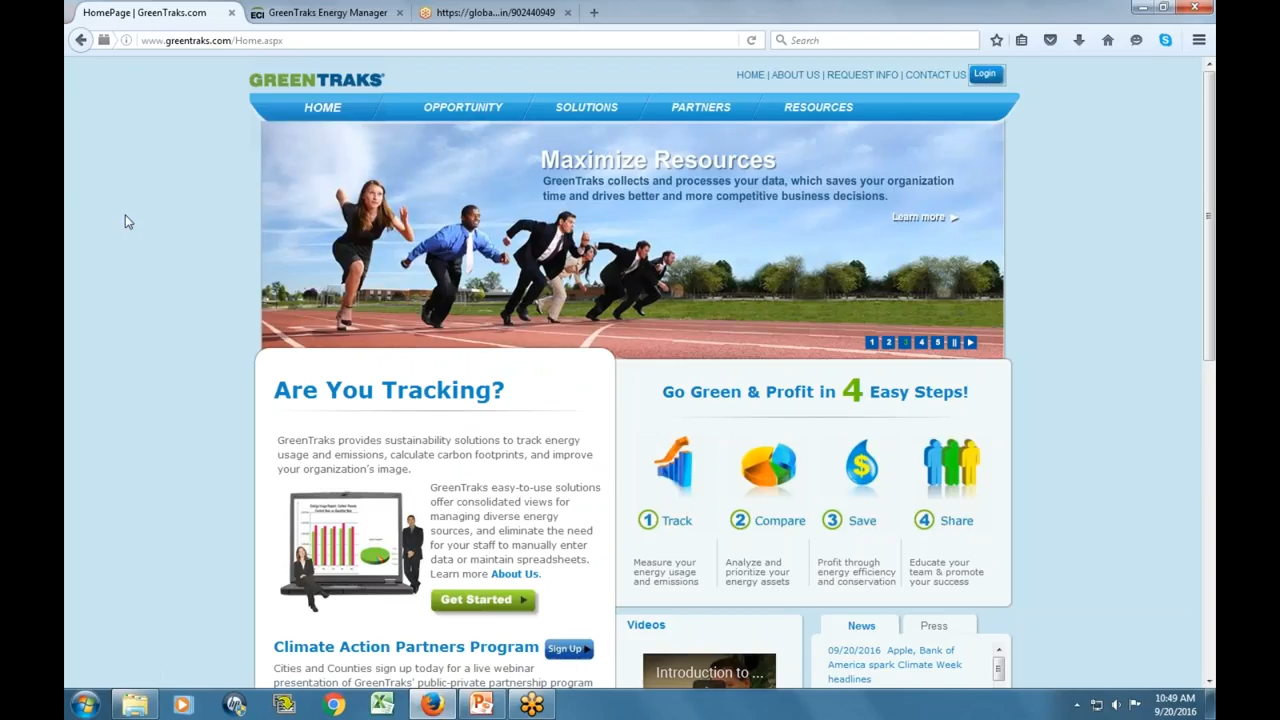 HomePage | GreenTraks.com
ECI GreenTraks Energy Manager
https://globa...in/902440949
www.greentraks.com/Home.aspx
Search
GREENTRAKS
HOME | ABOUT US | REQUEST INFO | CONTACT US
Login
HOME OPPORTUNITY SOLUTIONS PARTNERS RESOURCES
Maximize Resources
GreenTraks collects and processes your data, which saves your organization
time and drives better and more competitive business decisions.
Learn more
1 2 3 4 5
Are You Tracking?
GreenTraks provides sustainability solutions to track energy
usage and emissions, calculate carbon footprints, and improve
your organization's image.
GreenTraks easy-to-use solutions
offer consolidated views for
managing diverse energy
sources, and eliminate the need
for your staff to manually enter
data or maintain spreadsheets.
Learn more About Us.
Get Started
Climate Action Partners Program
Sign Up
Cities and Counties sign up today for a live webinar
presentation of GreenTraks' public-private partnership program
Go Green & Profit in 4 Easy Steps!
1 Track
2 Compare
3 Save
4 Share
Measure your
energy usage
and emissions
Analyze and
prioritize your
energy assets
Profit through
energy efficiency
and conservation
Educate your
team & promote
your success
Videos
Introduction to ...
News
Press
09/20/2016 Apple, Bank of
America spark Climate Week
headlines
10:49 AM
9/20/2016